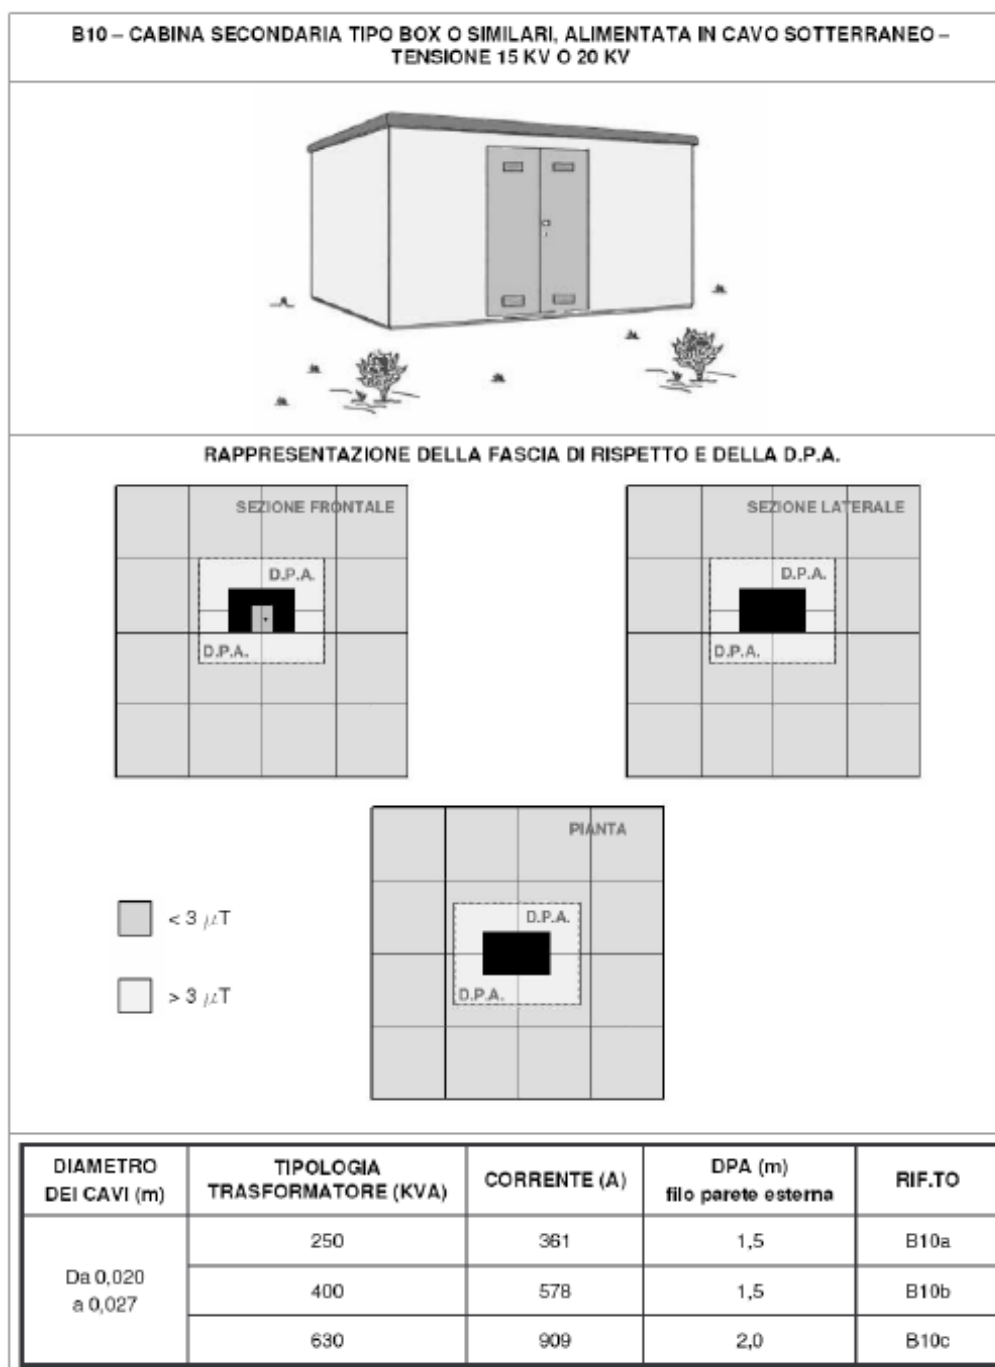 B10 – CABINA SECONDARIA TIPO BOX O SIMILARI, ALIMENTATA IN CAVO SOTTERRANEO –
TENSIONE 15 KV O 20 KV
RAPPRESENTAZIONE DELLA FASCIA DI RISPETTO E DELLA D.P.A.
SEZIONE FRONTALE
D.P.A.
D.P.A.
SEZIONE LATERALE
D.P.A.
D.P.A.
PIANTA
D.P.A.
D.P.A.
< 3 μT
> 3 μT
DIAMETRO
DEI CAVI (m)
TIPOLOGIA
TRASFORMATORE (KVA)
CORRENTE (A)
DPA (m)
filo parete esterna
RIF.TO
Da 0,020
a 0,027
250 361 1,5 B10a
400 578 1,5 B10b
630 909 2,0 B10c